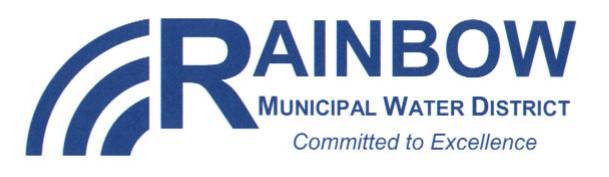 RAINBOW
MUNICIPAL WATER DISTRICT
Committed to Excellence